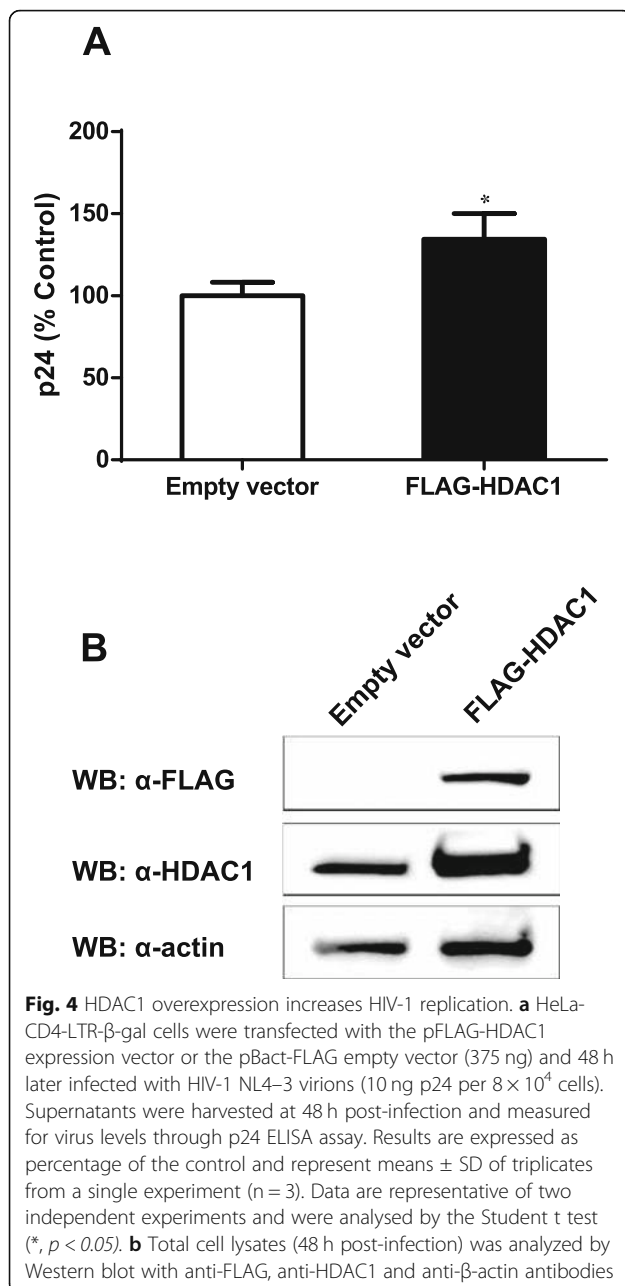 A
200
150
100
50
0
p24 (% Control)
*
Empty vector
FLAG-HDAC1
B
Empty vector
FLAG-HDAC1
WB: α-FLAG
WB: α-HDAC1
WB: α-actin
Fig. 4 HDAC1 overexpression increases HIV-1 replication. a HeLa-
CD4-LTR-β-gal cells were transfected with the pFLAG-HDAC1
expression vector or the pBact-FLAG empty vector (375 ng) and 48 h
later infected with HIV-1 NL4–3 virions (10 ng p24 per 8 × 10⁴ cells).
Supernatants were harvested at 48 h post-infection and measured
for virus levels through p24 ELISA assay. Results are expressed as
percentage of the control and represent means ± SD of triplicates
from a single experiment (n = 3). Data are representative of two
independent experiments and were analysed by the Student t test
(*, p < 0.05). b Total cell lysates (48 h post-infection) was analyzed by
Western blot with anti-FLAG, anti-HDAC1 and anti-β-actin antibodies